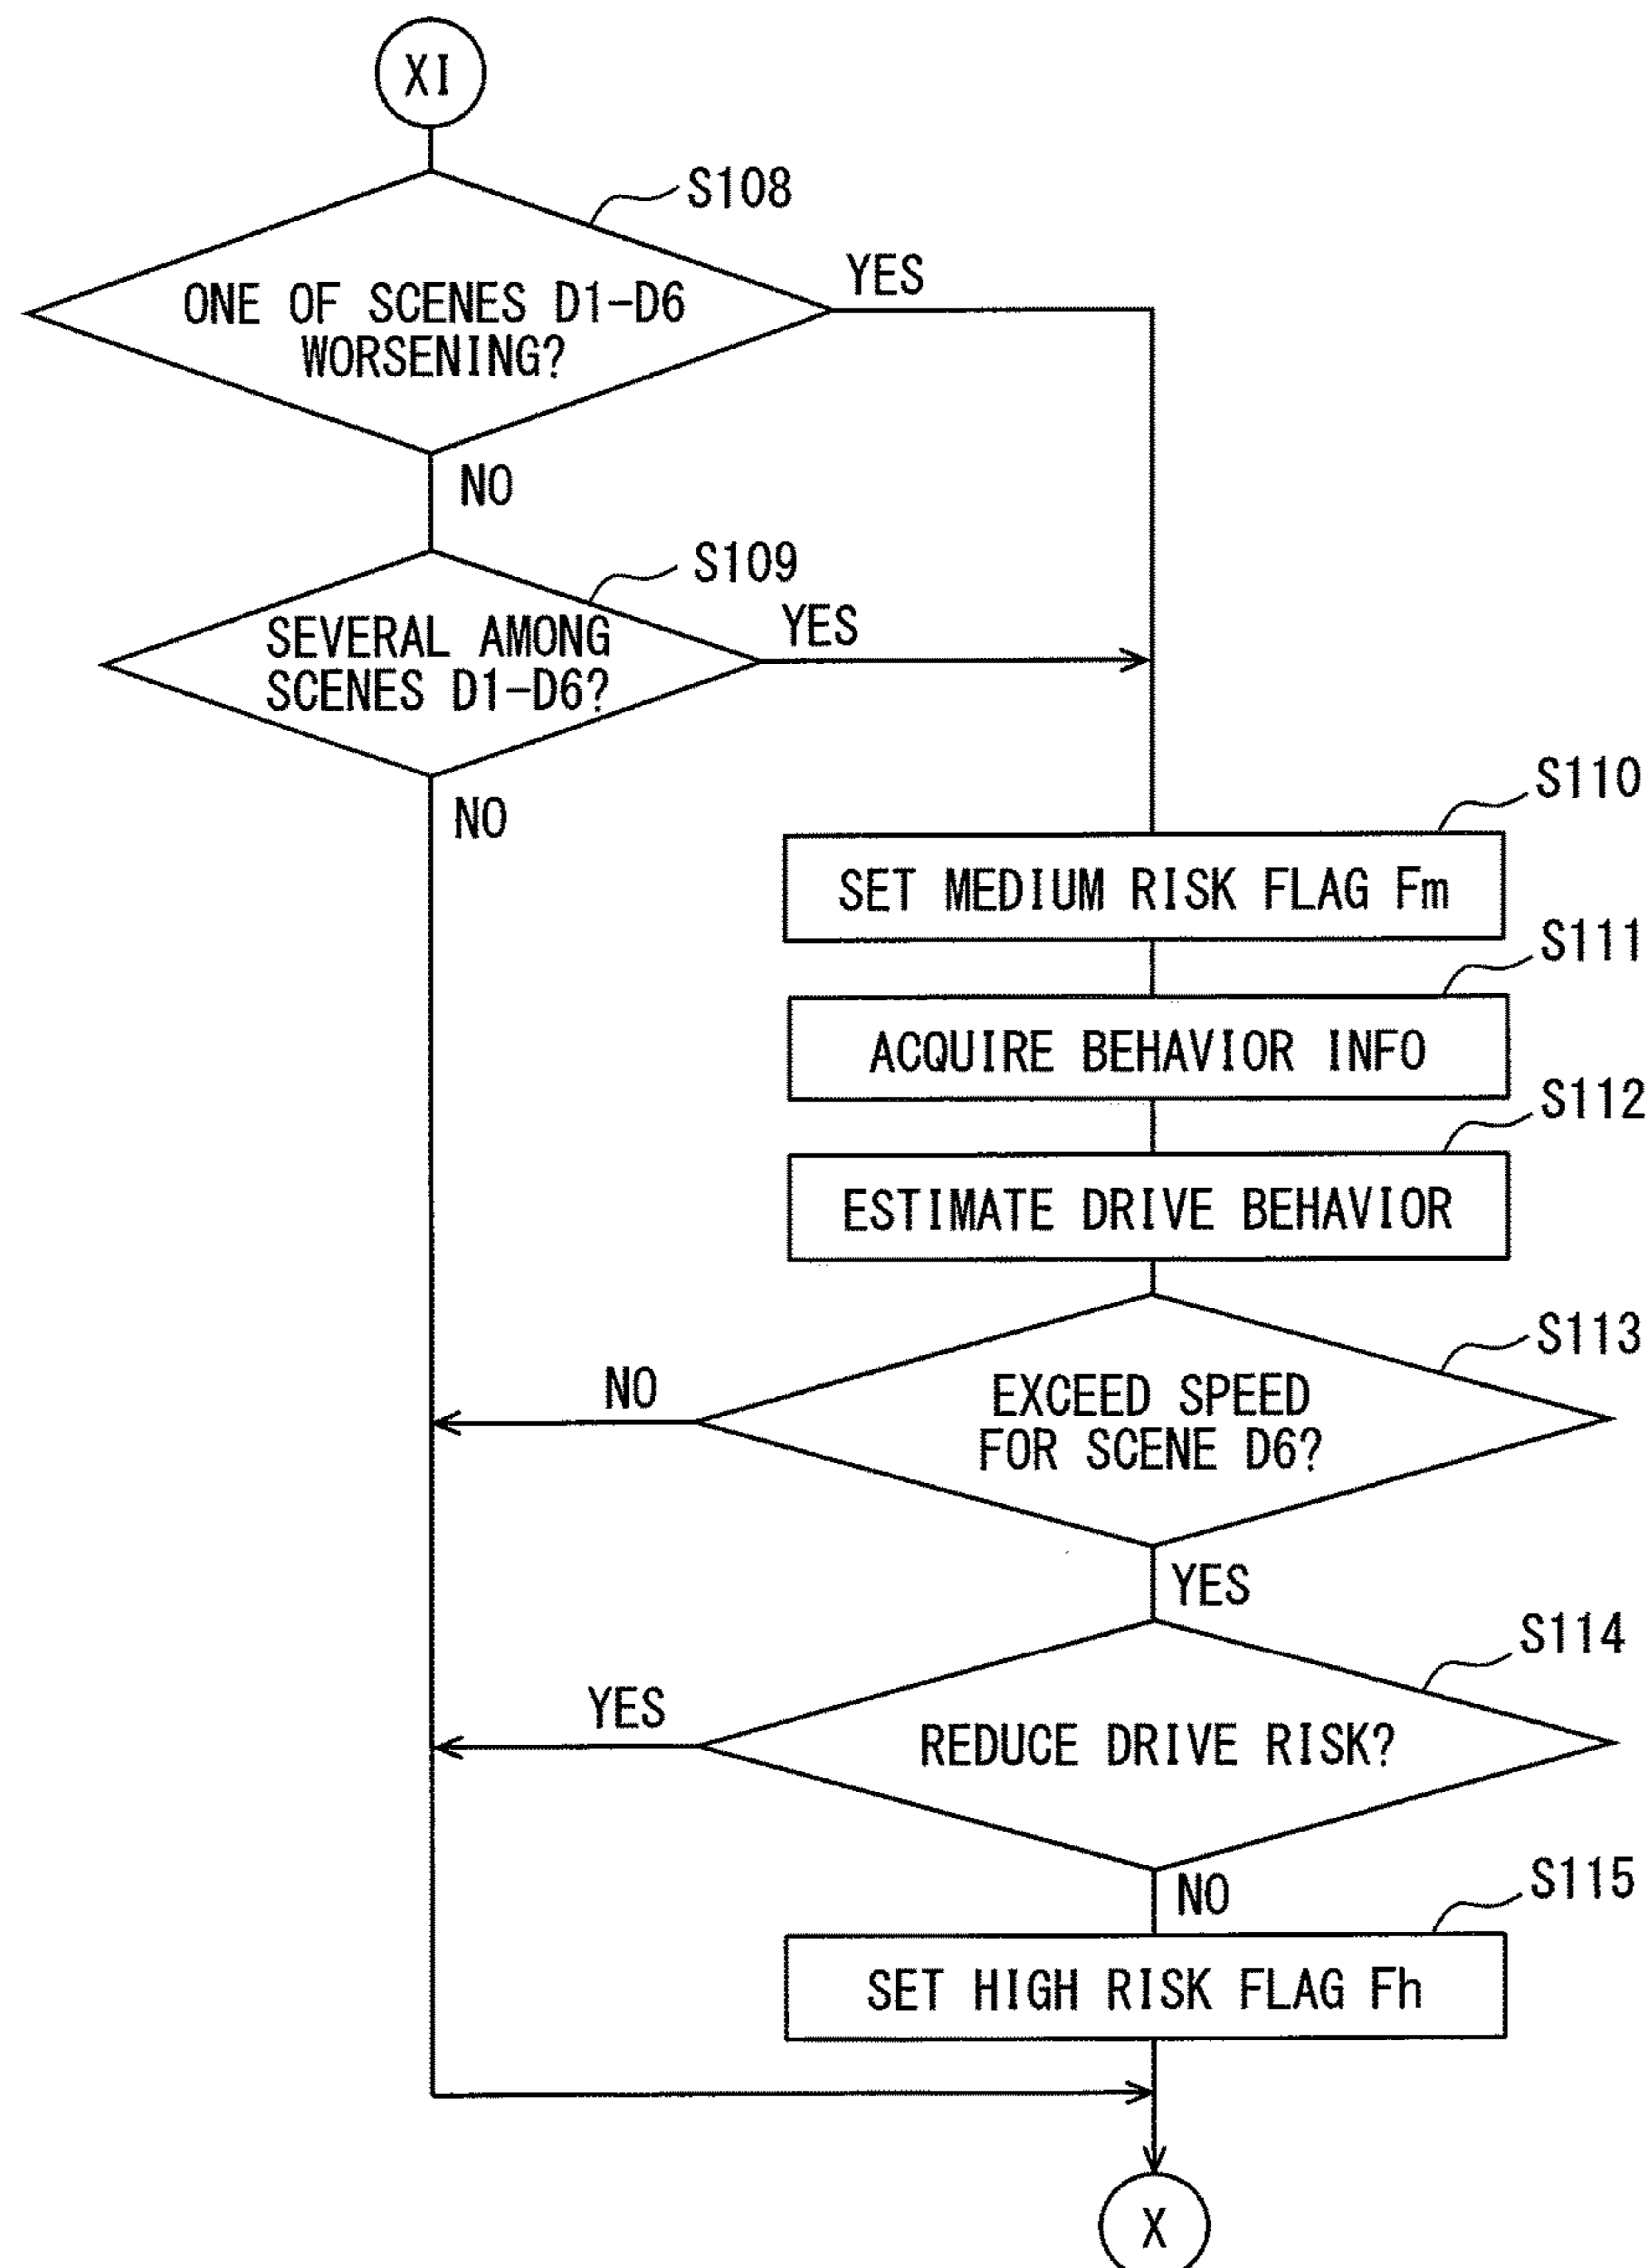 XI
S108
ONE OF SCENES D1-D6
WORSENING?
YES
NO
S109
SEVERAL AMONG
SCENES D1-D6?
YES
NO
S110
SET MEDIUM RISK FLAG Fm
S111
ACQUIRE BEHAVIOR INFO
S112
ESTIMATE DRIVE BEHAVIOR
S113
EXCEED SPEED
FOR SCENE D6?
NO
YES
S114
REDUCE DRIVE RISK?
YES
NO
S115
SET HIGH RISK FLAG Fh
X